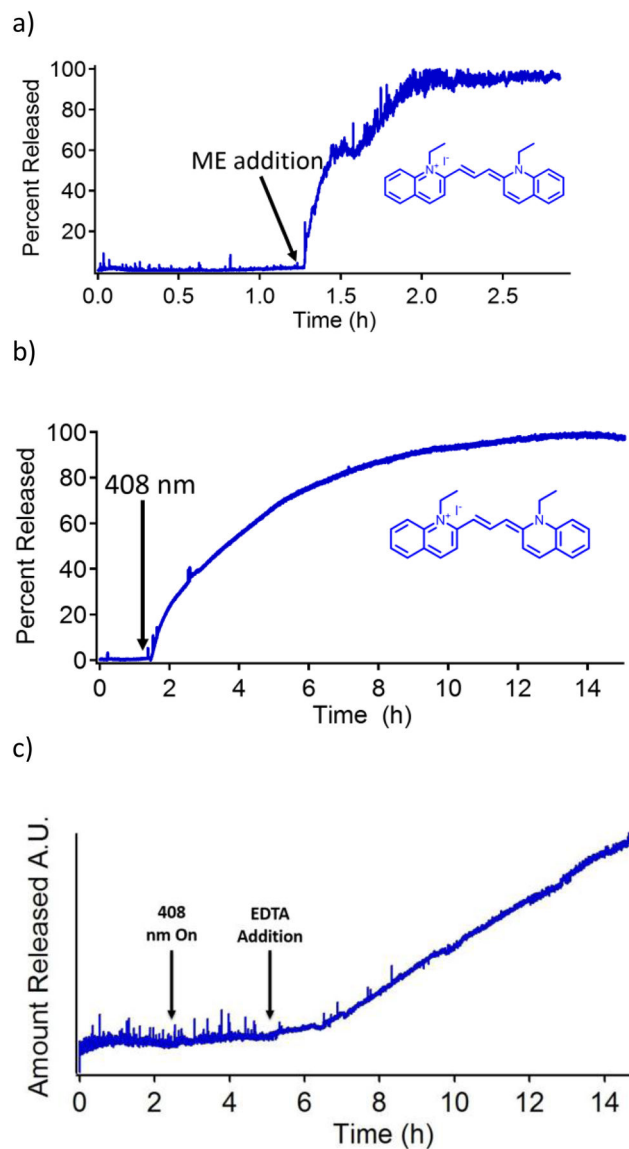 a)
100
80
60
40
20
Percent Released
ME addition
N⁺ I⁻
N
0.0 0.5 1.0 1.5 2.0 2.5
Time (h)
b)
100
80
60
40
20
0
Percent Released
408 nm
N⁺ I⁻
N
0 2 4 6 8 10 12 14
Time (h)
c)
Amount Released A.U.
408
nm On
EDTA
Addition
0 2 4 6 8 10 12 14
Time (h)